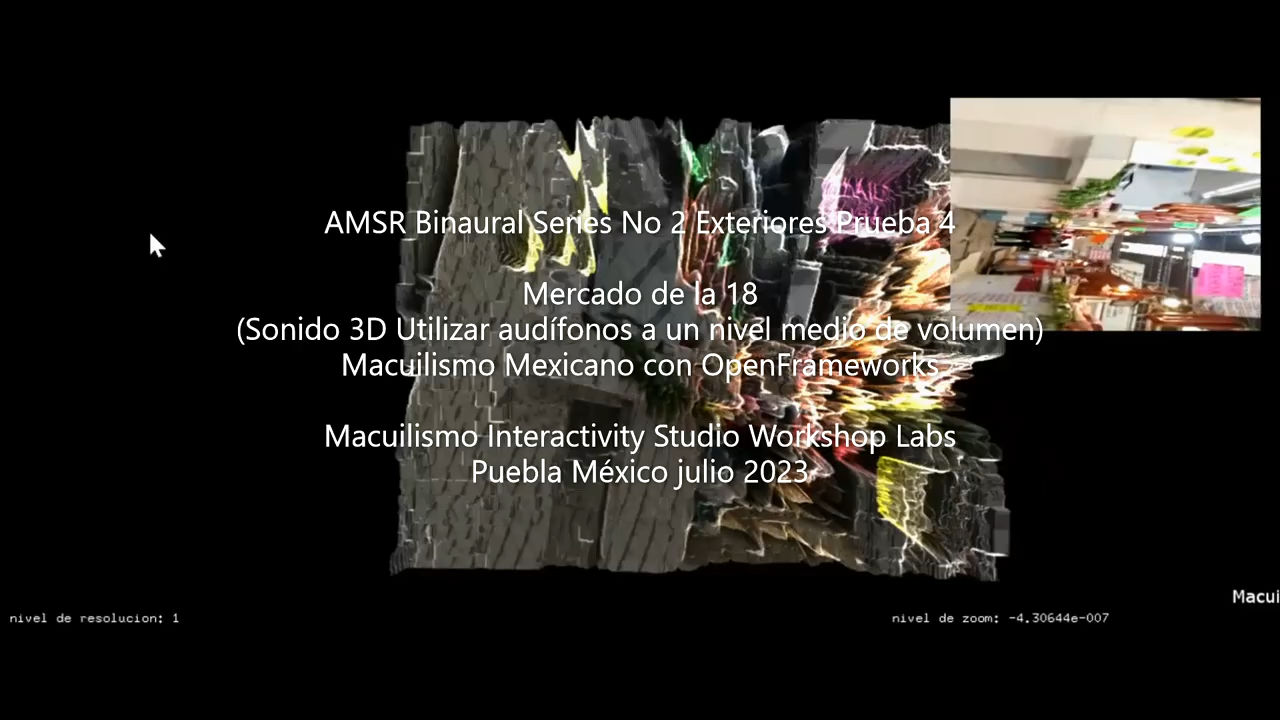 AMSR Binaural Series No 2 Exteriores Prueba 4
Mercado de la 18
(Sonido 3D Utilizar audífonos a un nivel medio de volumen)
Macuilismo Mexicano con OpenFrameworks
Macuilismo Interactivity Studio Workshop Labs
Puebla México julio 2023
Macui
nivel de resolucion: 1
nivel de zoom: -4.30644e-007